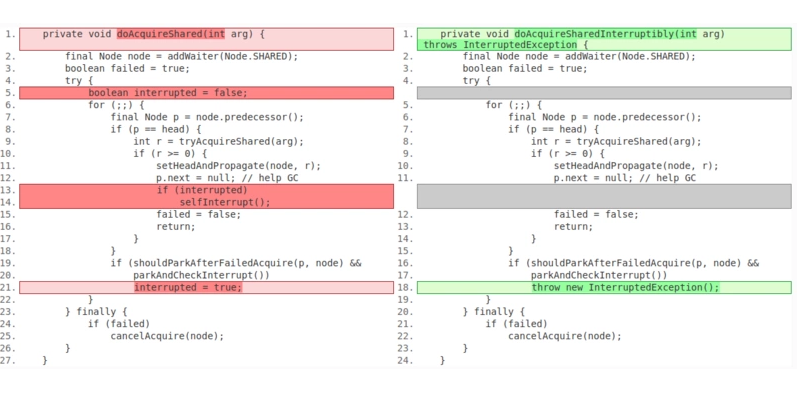 1. private void doAcquireShared(int arg) {
2. final Node node = addWaiter(Node.SHARED);
3. boolean failed = true;
4. try {
5. boolean interrupted = false;
6. for (;;) {
7. final Node p = node.predecessor();
8. if (p == head) {
9. int r = tryAcquireShared(arg);
10. if (r >= 0) {
11. setHeadAndPropagate(node, r);
12. p.next = null; // help GC
13. if (interrupted)
14. selfInterrupt();
15. failed = false;
16. return;
17. }
18. }
19. if (shouldParkAfterFailedAcquire(p, node) &&
20. parkAndCheckInterrupt())
21. interrupted = true;
22. }
23. } finally {
24. if (failed)
25. cancelAcquire(node);
26. }
27. }
1. private void doAcquireSharedInterruptibly(int arg)
throws InterruptedException {
2. final Node node = addWaiter(Node.SHARED);
3. boolean failed = true;
4. try {
5. for (;;) {
6. final Node p = node.predecessor();
7. if (p == head) {
8. int r = tryAcquireShared(arg);
9. if (r >= 0) {
10. setHeadAndPropagate(node, r);
11. p.next = null; // help GC
12. failed = false;
13. return;
14. }
15. }
16. if (shouldParkAfterFailedAcquire(p, node) &&
17. parkAndCheckInterrupt())
18. throw new InterruptedException();
19. }
20. } finally {
21. if (failed)
22. cancelAcquire(node);
23. }
24. }